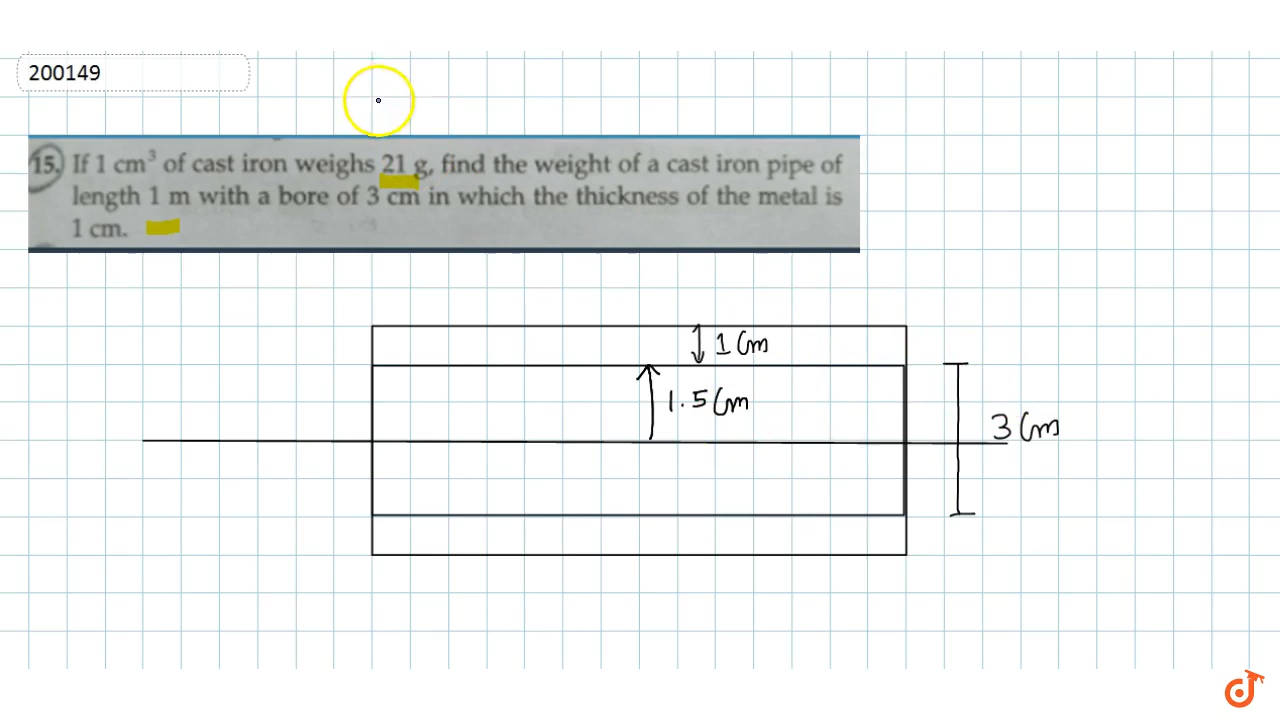 200149
15. If 1 cm³ of cast iron weighs 21 g, find the weight of a cast iron pipe of
length 1 m with a bore of 3 cm in which the thickness of the metal is
1 cm.
1 Cm
1.5 Cm
3 Cm